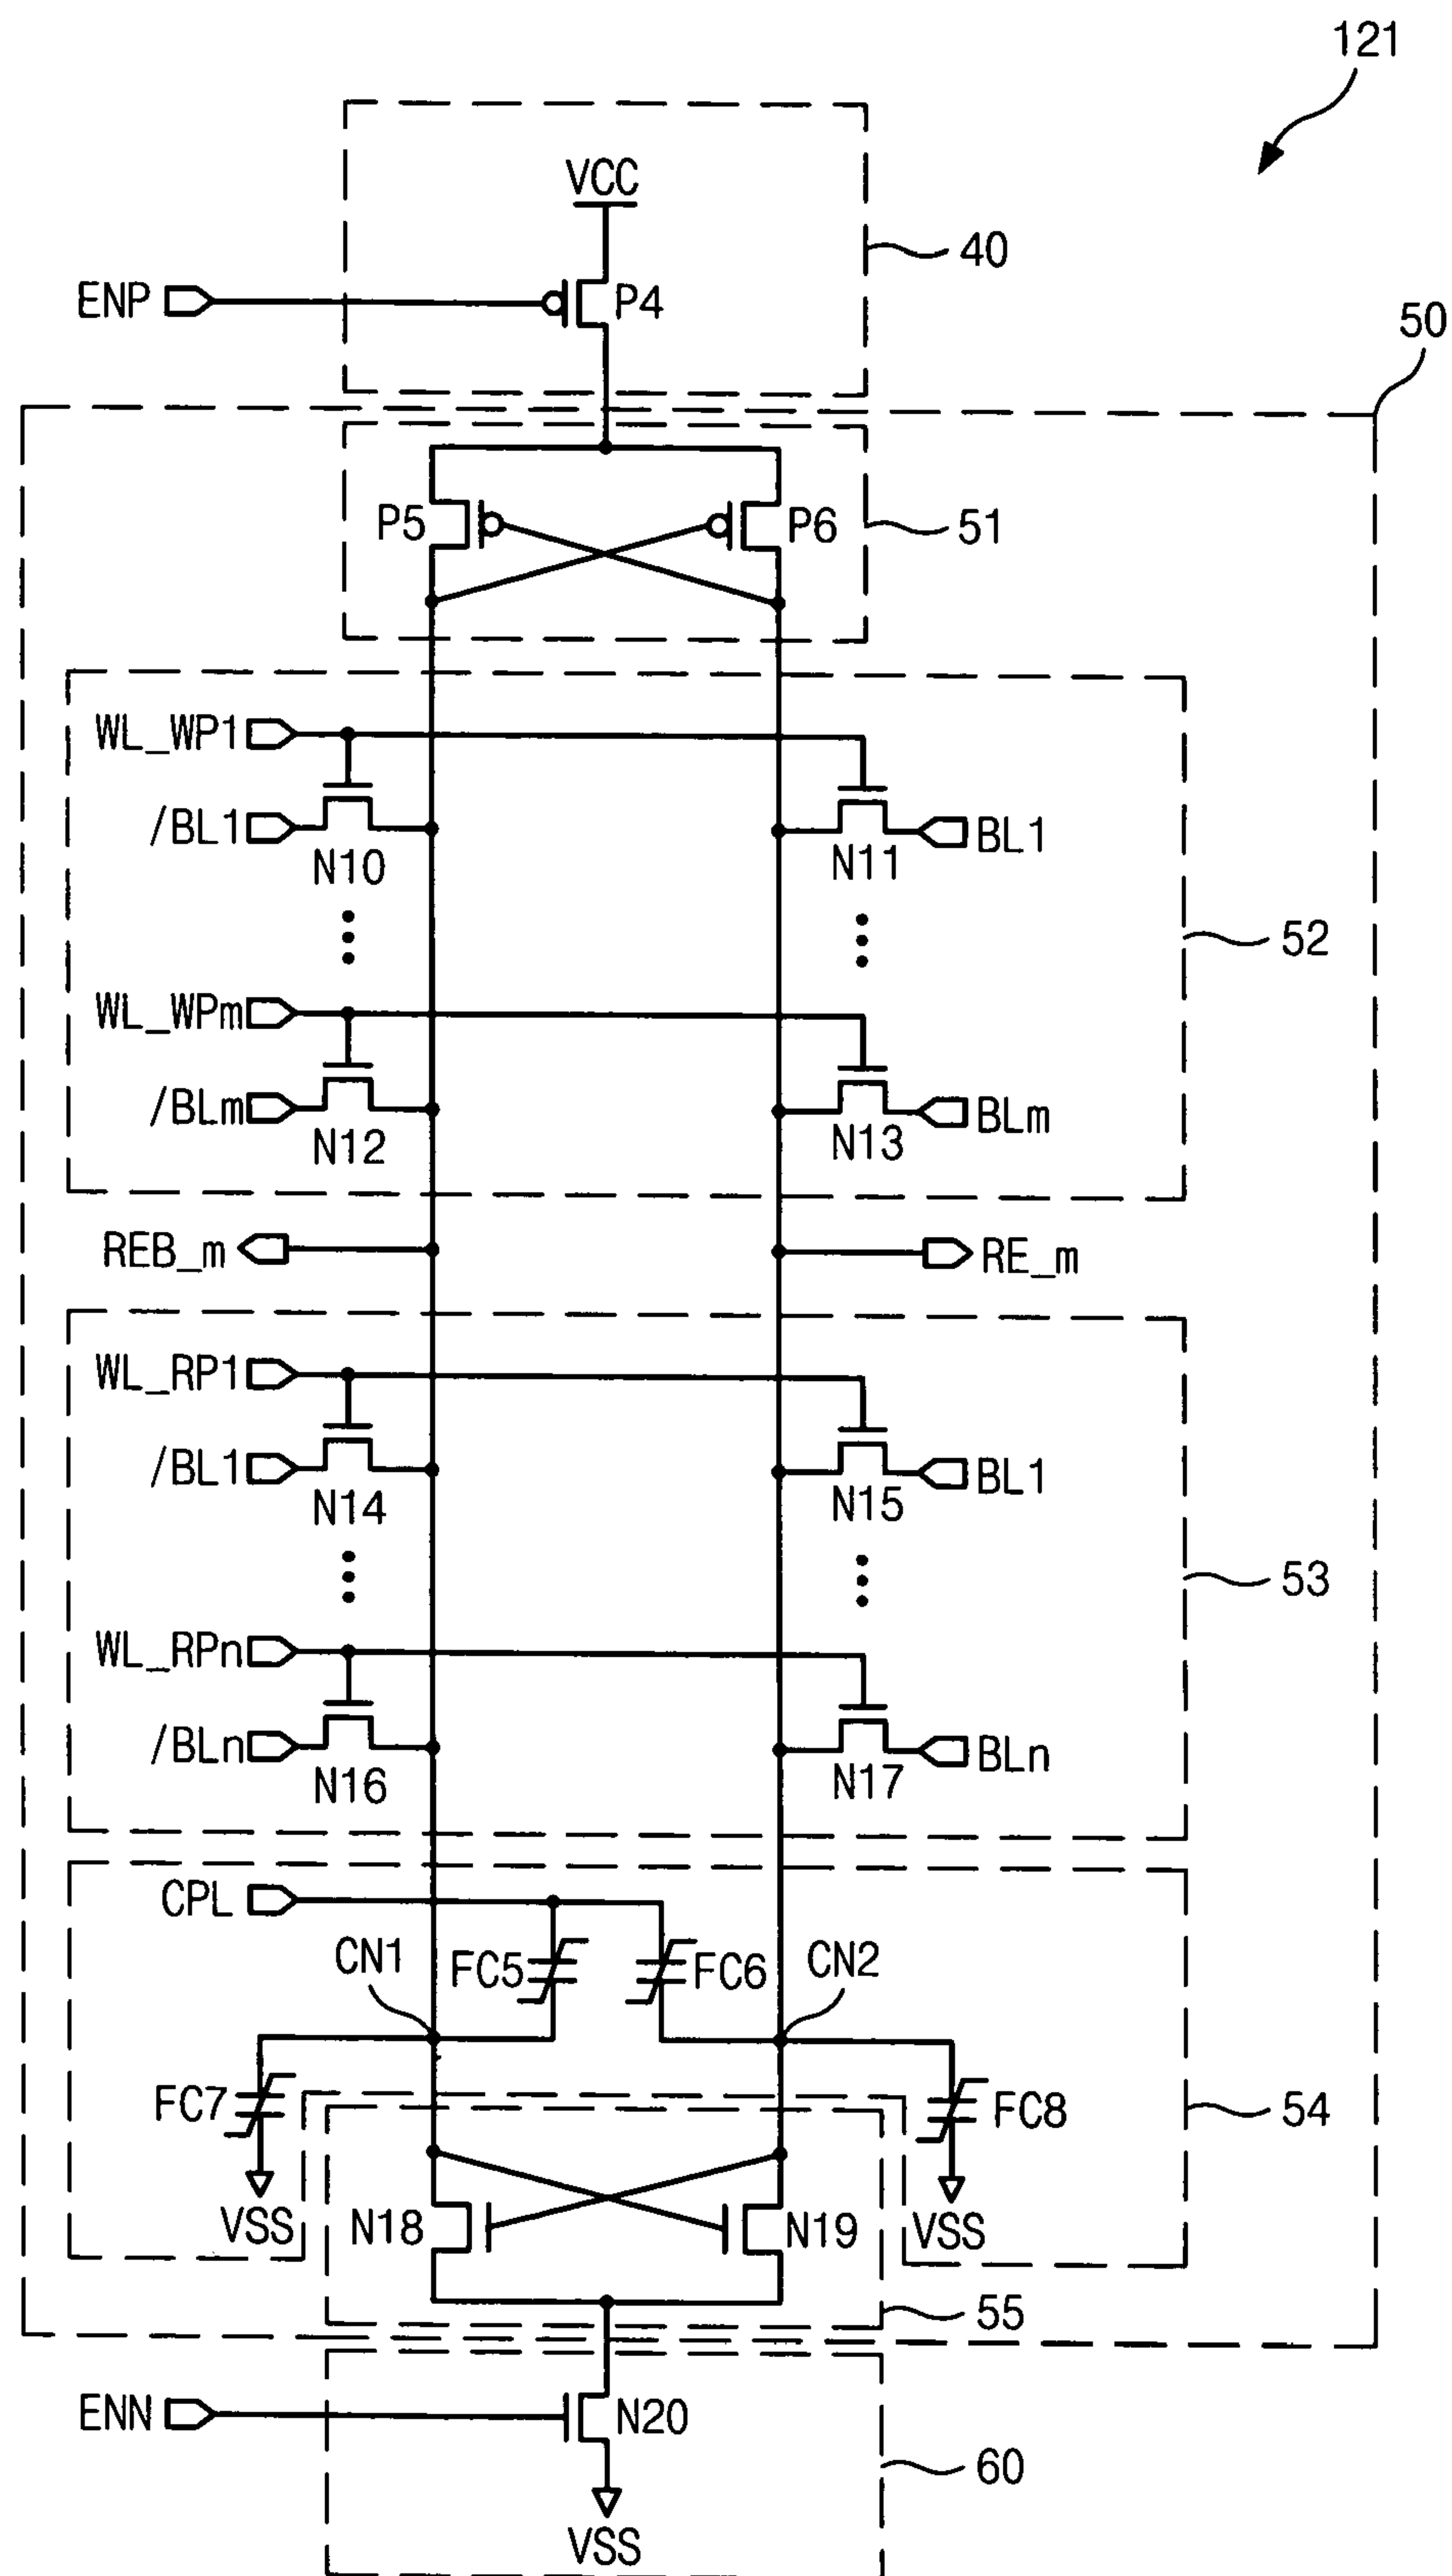 121
VCC
40
ENP
P4
50
P5
P6
51
WL_WP1
/BL1
BL1
N10
N11
52
WL_WPm
/BLm
BLm
N12
N13
REB_m
RE_m
WL_RP1
/BL1
BL1
N14
N15
53
WL_RPn
/BLn
BLn
N16
N17
CPL
CN1
FC5
FC6
CN2
FC7
FC8
54
VSS
N18
N19
VSS
55
ENN
N20
60
VSS